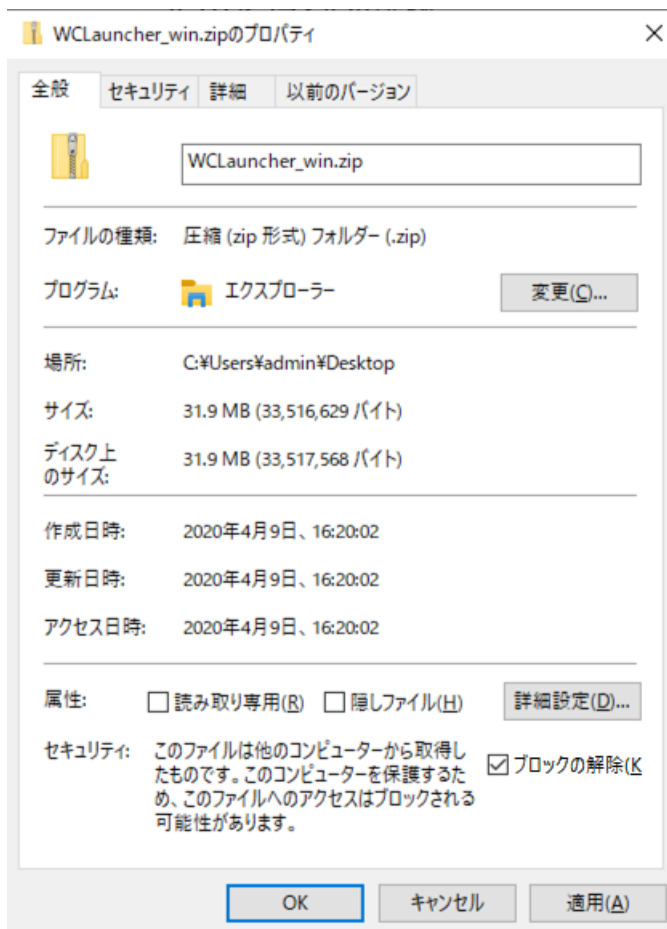 WCLauncher_win.zipのプロパティ
全般 セキュリティ 詳細 以前のバージョン
WCLauncher_win.zip
ファイルの種類: 圧縮 (zip 形式) フォルダー (.zip)
プログラム: エクスプローラー 変更(C)...
場所: C:¥Users¥admin¥Desktop
サイズ: 31.9 MB (33,516,629 バイト)
ディスク上
のサイズ: 31.9 MB (33,517,568 バイト)
作成日時: 2020年4月9日、16:20:02
更新日時: 2020年4月9日、16:20:02
アクセス日時: 2020年4月9日、16:20:02
属性: 読み取り専用(R) 隠しファイル(H) 詳細設定(D)...
セキュリティ: このファイルは他のコンピューターから取得し
たものです。このコンピューターを保護するた
め、このファイルへのアクセスはブロックされる
可能性があります。
ブロックの解除(K
OK キャンセル 適用(A)